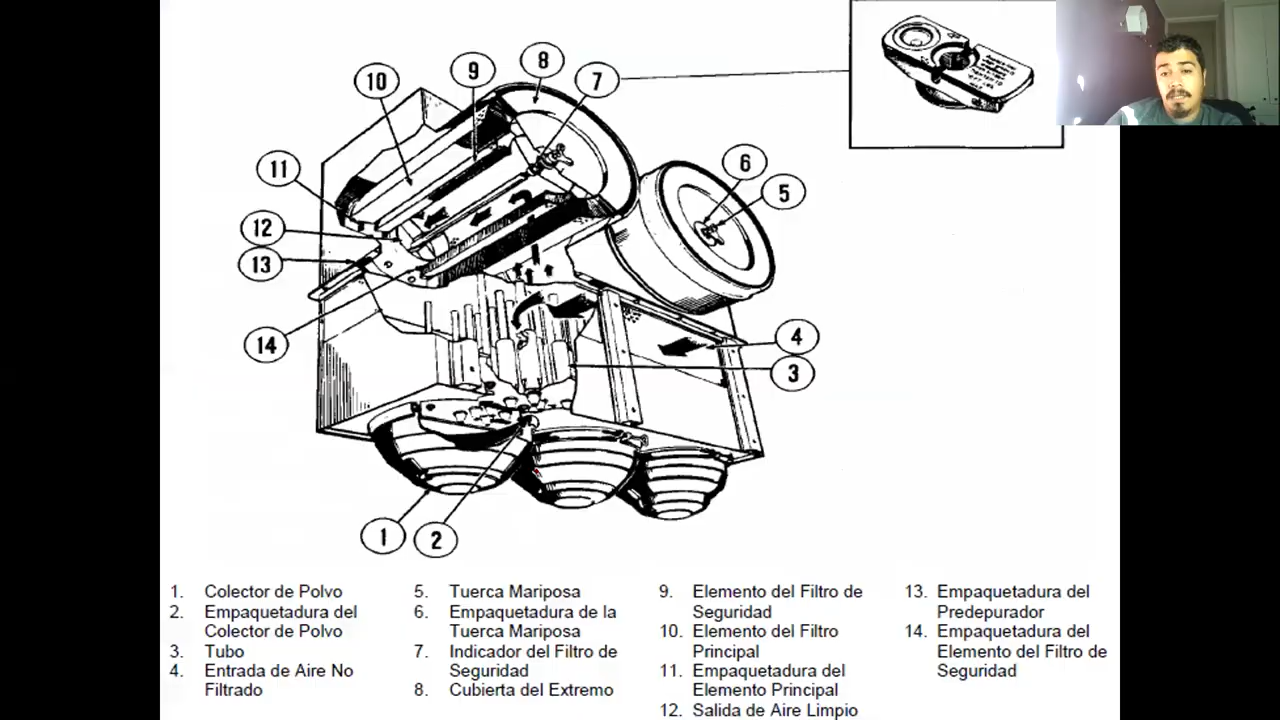 8
9
7
10
6
11
5
12
13
4
14
3
1
2
1. Colector de Polvo
2. Empaquetadura del
Colector de Polvo
3. Tubo
4. Entrada de Aire No
Filtrado
5. Tuerca Mariposa
6. Empaquetadura de la
Tuerca Mariposa
7. Indicador del Filtro de
Seguridad
8. Cubierta del Extremo
9. Elemento del Filtro de
Seguridad
10. Elemento del Filtro
Principal
11. Empaquetadura del
Elemento Principal
12. Salida de Aire Limpio
13. Empaquetadura del
Predepurador
14. Empaquetadura del
Elemento del Filtro de
Seguridad